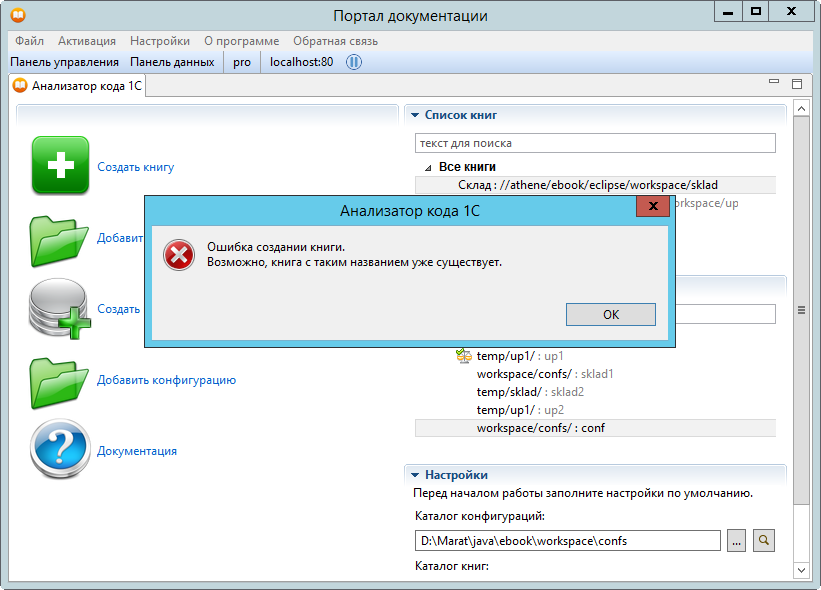 Портал документации
Файл Активация Настройки О программе Обратная связь
Панель управления Панель данных pro localhost:80
Анализатор кода 1С
Создать книгу
Добавит
Создать
Добавить конфигурацию
Документация
Список книг
текст для поиска
Все книги
Склад : //athene/ebook/eclipse/workspace/sklad
orkspace/up
Анализатор кода 1С
Ошибка создании книги.
Возможно, книга с таким названием уже существует.
ОК
temp/up1/ : up1
workspace/confs/ : sklad1
temp/sklad/ : sklad2
temp/up1/ : up2
workspace/confs/ : conf
Настройки
Перед началом работы заполните настройки по умолчанию.
Каталог конфигураций:
D:\Marat\java\ebook\workspace\confs
...
Каталог книг: